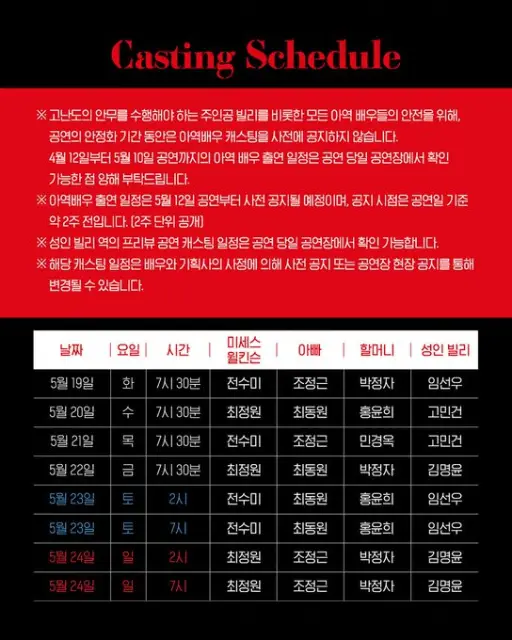 Casting Schedule
※ 고난도의 안무를 수행해야 하는 주인공 빌리를 비롯한 모든 아역 배우들의 안전을 위해,
공연의 안정화 기간 동안은 아역배우 캐스팅을 사전에 공지하지 않습니다.
4월 12일부터 5월 10일 공연까지의 아역 배우 출연 일정은 공연 당일 공연장에서 확인
가능한 점 양해 부탁드립니다.
※ 아역배우 출연 일정은 5월 12일 공연부터 사전 공지될 예정이며, 공지 시점은 공연일 기준
약 2주 전입니다. (2주 단위 공개)
※ 성인 빌리 역의 프리뷰 공연 캐스팅 일정은 공연 당일 공연장에서 확인 가능합니다.
※ 해당 캐스팅 일정은 배우와 기획사의 사정에 의해 사전 공지 또는 공연장 현장 공지를 통해
변경될 수 있습니다.
날짜 요일 시간 미세스 윌킨슨 아빠 할머니 성인 빌리
5월 19일 화 7시 30분 전수미 조정근 박정자 임선우
5월 20일 수 7시 30분 최정원 최동원 홍윤희 고민건
5월 21일 목 7시 30분 전수미 조정근 민경옥 고민건
5월 22일 금 7시 30분 최정원 최동원 박정자 김명윤
5월 23일 토 2시 전수미 최동원 홍윤희 임선우
5월 23일 토 7시 전수미 최동원 홍윤희 임선우
5월 24일 일 2시 최정원 조정근 박정자 김명윤
5월 24일 일 7시 최정원 조정근 박정자 김명윤